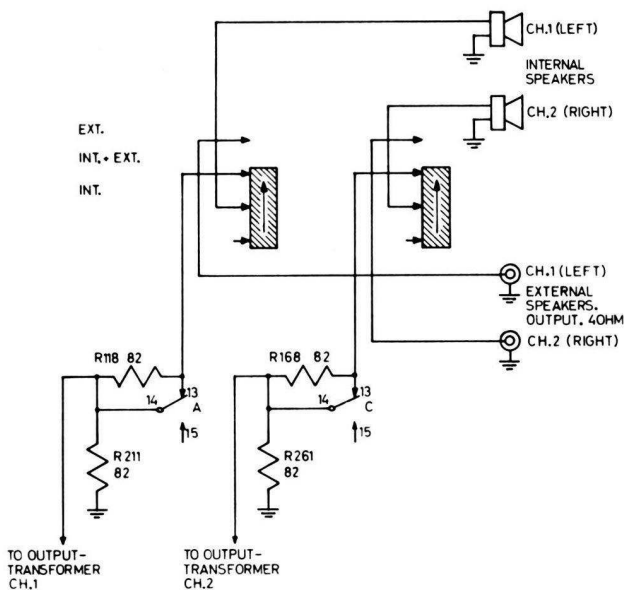 CH.1 (LEFT)
INTERNAL
SPEAKERS
CH.2 (RIGHT)
EXT.
INT. + EXT.
INT.
CH.1 (LEFT)
EXTERNAL
SPEAKERS.
OUTPUT. 4OHM
CH.2 (RIGHT)
R118 82
13
14
A
15
R211
82
R168 82
13
14
C
15
R261
82
TO OUTPUT-
TRANSFORMER
CH.1
TO OUTPUT-
TRANSFORMER
CH.2